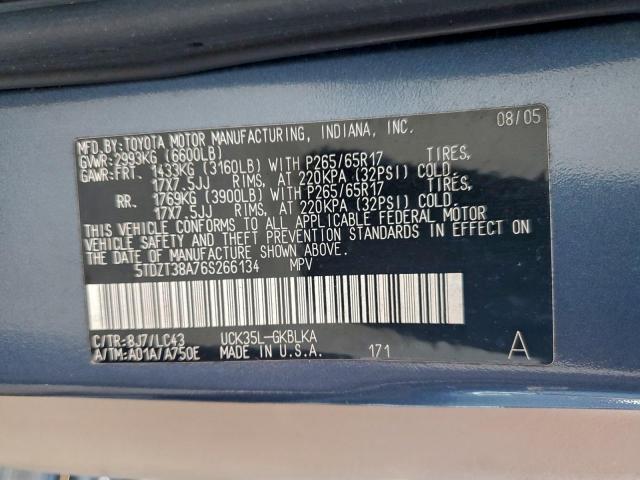 08/05
MFD.BY:TOYOTA MOTOR MANUFACTURING, INDIANA, INC.
GVWR:2993KG (6600LB)
GAWR:FRT. 1433KG (3160LB) WITH P265/65R17 TIRES,
17X7.5JJ RIMS, AT 220KPA (32PSI) COLD.
RR. 1769KG (3900LB) WITH P265/65R17 TIRES,
17X7.5JJ RIMS, AT 220KPA (32PSI) COLD.
THIS VEHICLE CONFORMS TO ALL APPLICABLE FEDERAL MOTOR
VEHICLE SAFETY AND THEFT PREVENTION STANDARDS IN EFFECT ON
THE DATE OF MANUFACTURE SHOWN ABOVE.
5TDZT38A76S266134 MPV
C/TR:8J7/LC43 UCK35L-GKBLKA
A/TM:A01A/A750E MADE IN U.S.A. 171 A